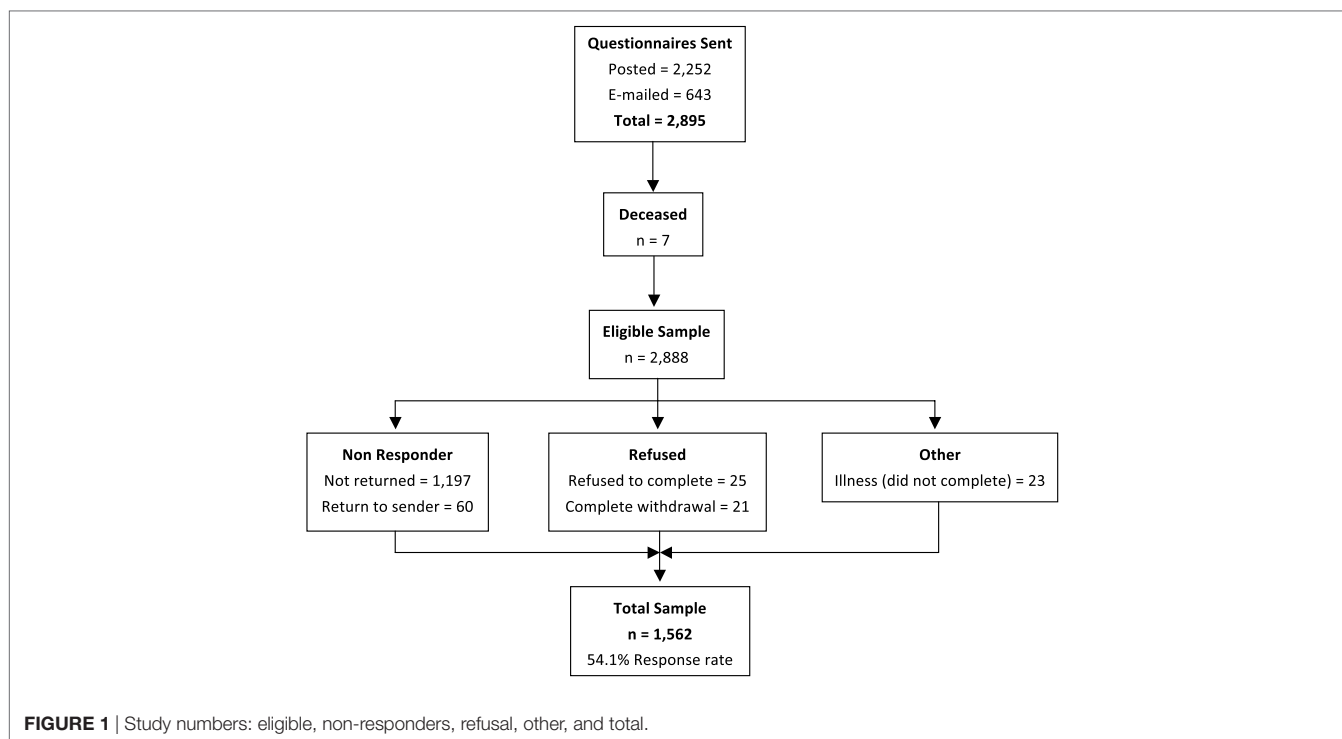 Questionnaires Sent
Posted = 2,252
E-mailed = 643
Total = 2,895
Deceased
n = 7
Eligible Sample
n = 2,888
Non Responder
Not returned = 1,197
Return to sender = 60
Refused
Refused to complete = 25
Complete withdrawal = 21
Other
Illness (did not complete) = 23
Total Sample
n = 1,562
54.1% Response rate
FIGURE 1 | Study numbers: eligible, non-responders, refusal, other, and total.